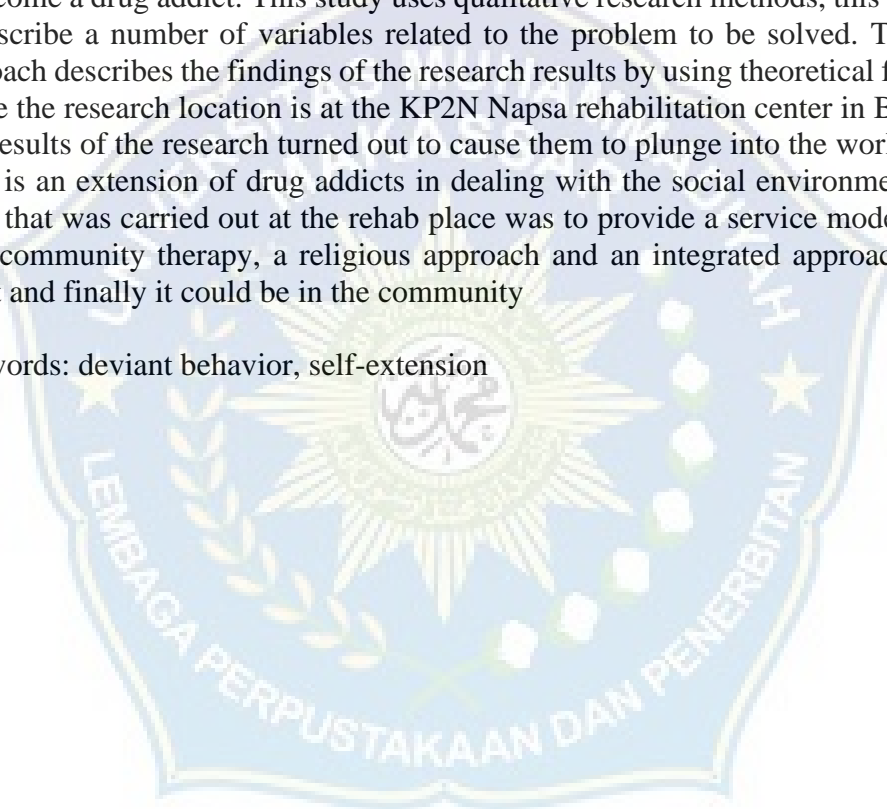 come a drug addict. This study uses qualitative research methods, this
scribe a number of variables related to the problem to be solved. T
oach describes the findings of the research results by using theoretical f
e the research location is at the KP2N Napsa rehabilitation center in B
esults of the research turned out to cause them to plunge into the worl
is an extension of drug addicts in dealing with the social environme
that was carried out at the rehab place was to provide a service mode
community therapy, a religious approach and an integrated approac
t and finally it could be in the community
words: deviant behavior, self-extension
UNIVERSITAS MUHAMMADIYAH
MAKASSAR
LEMBAGA PERPUSTAKAAN DAN PENERBITAN